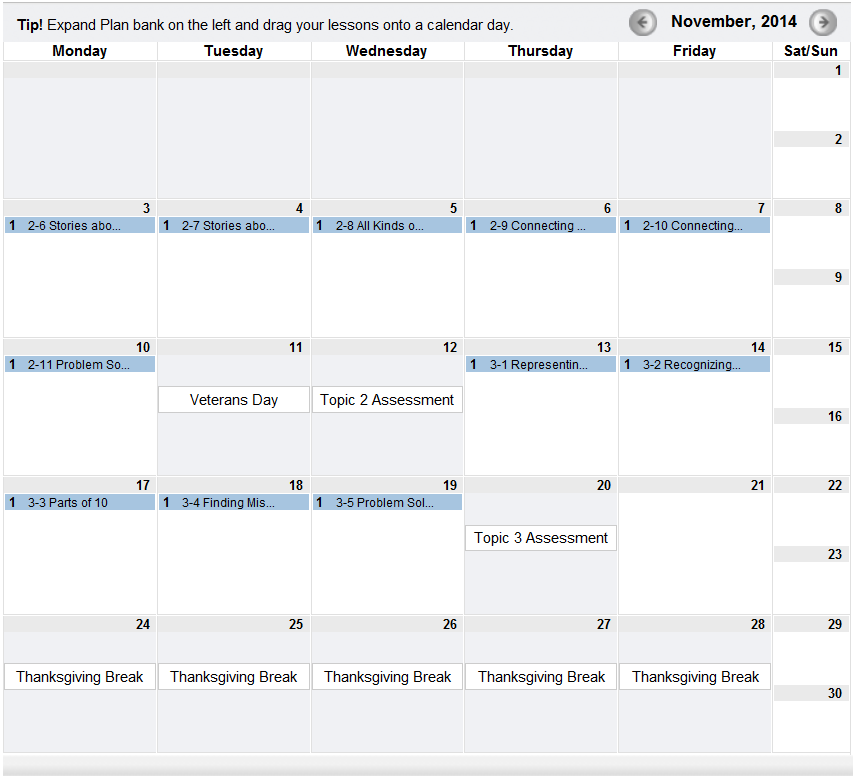 Tip! Expand Plan bank on the left and drag your lessons onto a calendar day.
November, 2014
Monday Tuesday Wednesday Thursday Friday Sat/Sun
1
2
3 4 5 6 7 8
1 2-6 Stories abo... 1 2-7 Stories abo... 1 2-8 All Kinds o... 1 2-9 Connecting ... 1 2-10 Connecting...
9
10 11 12 13 14 15
1 2-11 Problem So... 1 3-1 Representin... 1 3-2 Recognizing...
Veterans Day Topic 2 Assessment
16
17 18 19 20 21 22
1 3-3 Parts of 10 1 3-4 Finding Mis... 1 3-5 Problem Sol...
Topic 3 Assessment
23
24 25 26 27 28 29
Thanksgiving Break Thanksgiving Break Thanksgiving Break Thanksgiving Break Thanksgiving Break
30